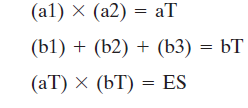 (a1) × (a2) = aT
(b1) + (b2) + (b3) = bT
(aT) × (bT) = ES